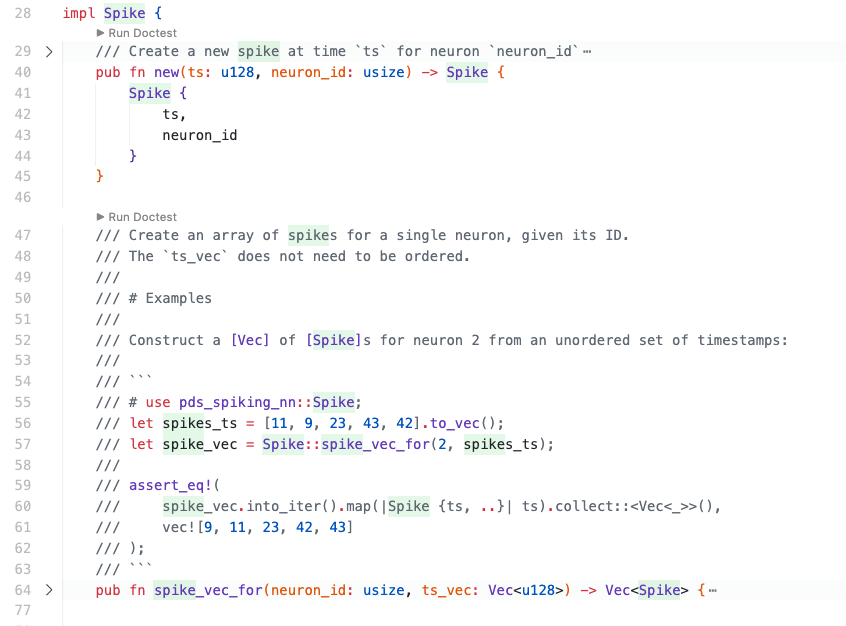 28 impl Spike {
▶ Run Doctest
29 > /// Create a new spike at time `ts` for neuron `neuron_id`⋯
40 pub fn new(ts: u128, neuron_id: usize) -> Spike {
41 Spike {
42 ts,
43 neuron_id
44 }
45 }
46
▶ Run Doctest
47 /// Create an array of spikes for a single neuron, given its ID.
48 /// The `ts_vec` does not need to be ordered.
49 ///
50 /// # Examples
51 ///
52 /// Construct a [Vec] of [Spike]s for neuron 2 from an unordered set of timestamps:
53 ///
54 /// ```
55 /// # use pds_spiking_nn::Spike;
56 /// let spikes_ts = [11, 9, 23, 43, 42].to_vec();
57 /// let spike_vec = Spike::spike_vec_for(2, spikes_ts);
58 ///
59 /// assert_eq!(
60 /// spike_vec.into_iter().map(|Spike {ts, ..}| ts).collect::<Vec<_>>(),
61 /// vec![9, 11, 23, 42, 43]
62 /// );
63 /// ```
64 > pub fn spike_vec_for(neuron_id: usize, ts_vec: Vec<u128>) -> Vec<Spike> {⋯
77